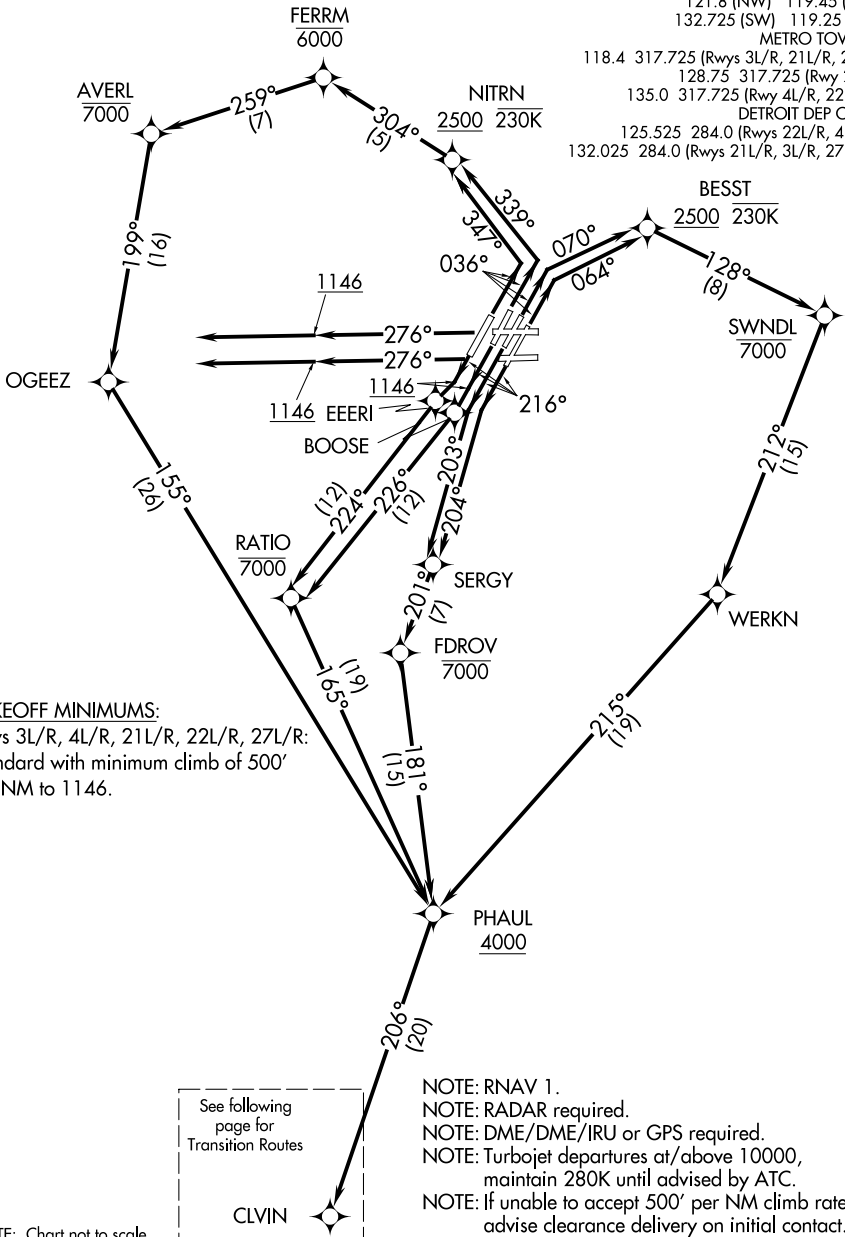 121.8 (NW) 119.45 (
132.725 (SW) 119.25
METRO TOW
118.4 317.725 (Rwys 3L/R, 21L/R, 2
128.75 317.725 (Rwy
135.0 317.725 (Rwy 4L/R, 22
DETROIT DEP C
125.525 284.0 (Rwys 22L/R, 4
132.025 284.0 (Rwys 21L/R, 3L/R, 27
FERRM
6000
AVERL
7000
259°
(7)
304°
(5)
NITRN
2500 230K
BESST
2500 230K
339°
347°
070°
064°
128°
(8)
036°
199°
(16)
1146
276°
SWNDL
7000
276°
1146
OGEEZ
1146
EEERI
216°
BOOSE
203°
204°
212°
(15)
155°
(26)
(12)
224°
226°
(12)
RATIO
7000
SERGY
201°
(7)
WERKN
FDROV
7000
(19)
165°
181°
(15)
215°
(19)
KEOFF MINIMUMS:
ys 3L/R, 4L/R, 21L/R, 22L/R, 27L/R:
ndard with minimum climb of 500'
NM to 1146.
PHAUL
4000
206°
(20)
See following
page for
Transition Routes
CLVIN
TE: Chart not to scale
NOTE: RNAV 1.
NOTE: RADAR required.
NOTE: DME/DME/IRU or GPS required.
NOTE: Turbojet departures at/above 10000,
maintain 280K until advised by ATC.
NOTE: If unable to accept 500' per NM climb rate
advise clearance delivery on initial contact.